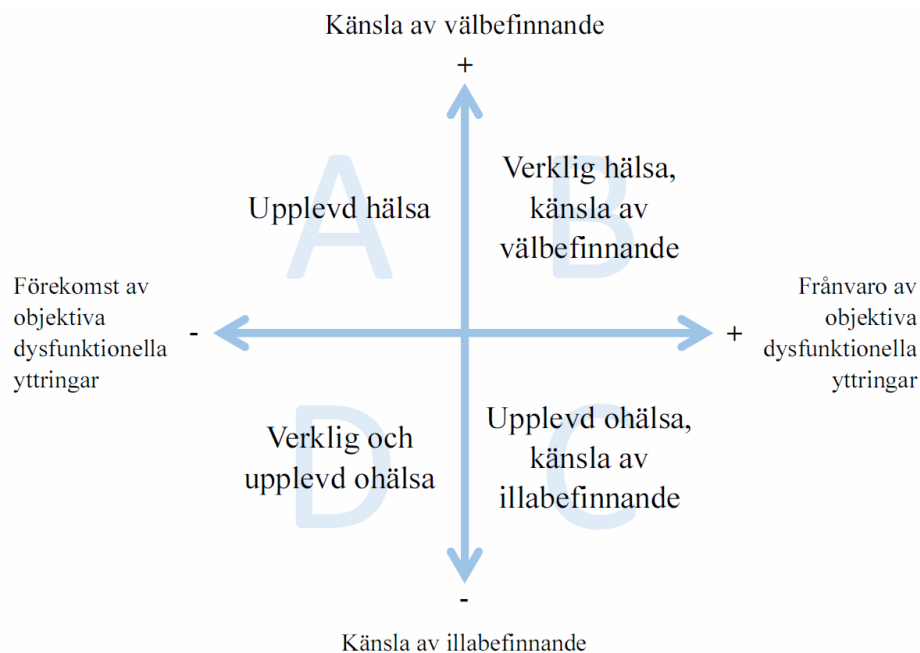 Känsla av välbefinnande
+
A
Upplevd hälsa
B
Verklig hälsa,
känsla av
välbefinnande
Förekomst av
objektiva
dysfunktionella
yttringar
-
+
Frånvaro av
objektiva
dysfunktionella
yttringar
D
Verklig och
upplevd ohälsa
C
Upplevd ohälsa,
känsla av
illabefinnande
-
Känsla av illabefinnande